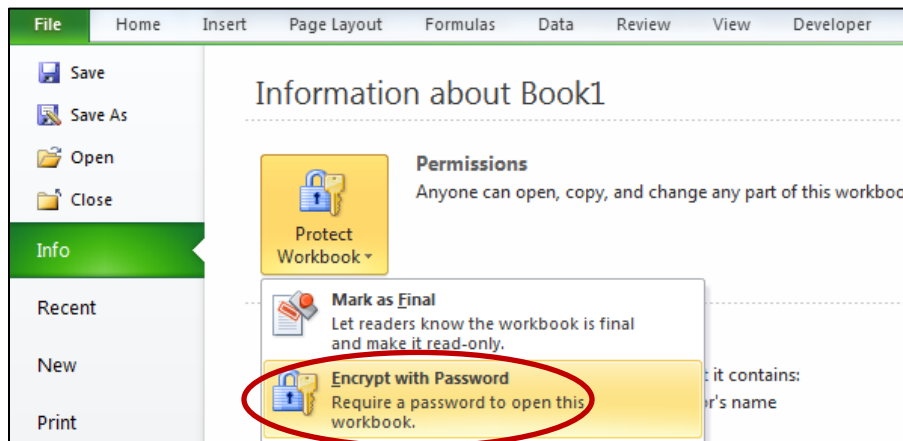 File Home Insert Page Layout Formulas Data Review View Developer
Save
Save As
Open
Close
Info
Recent
New
Print
Information about Book1
Protect
Workbook
Permissions
Anyone can open, copy, and change any part of this
Mark as Final
Let readers know the workbook is final
and make it read-only.
Encrypt with Password
Require a password to open this
workbook.
it contains:
name